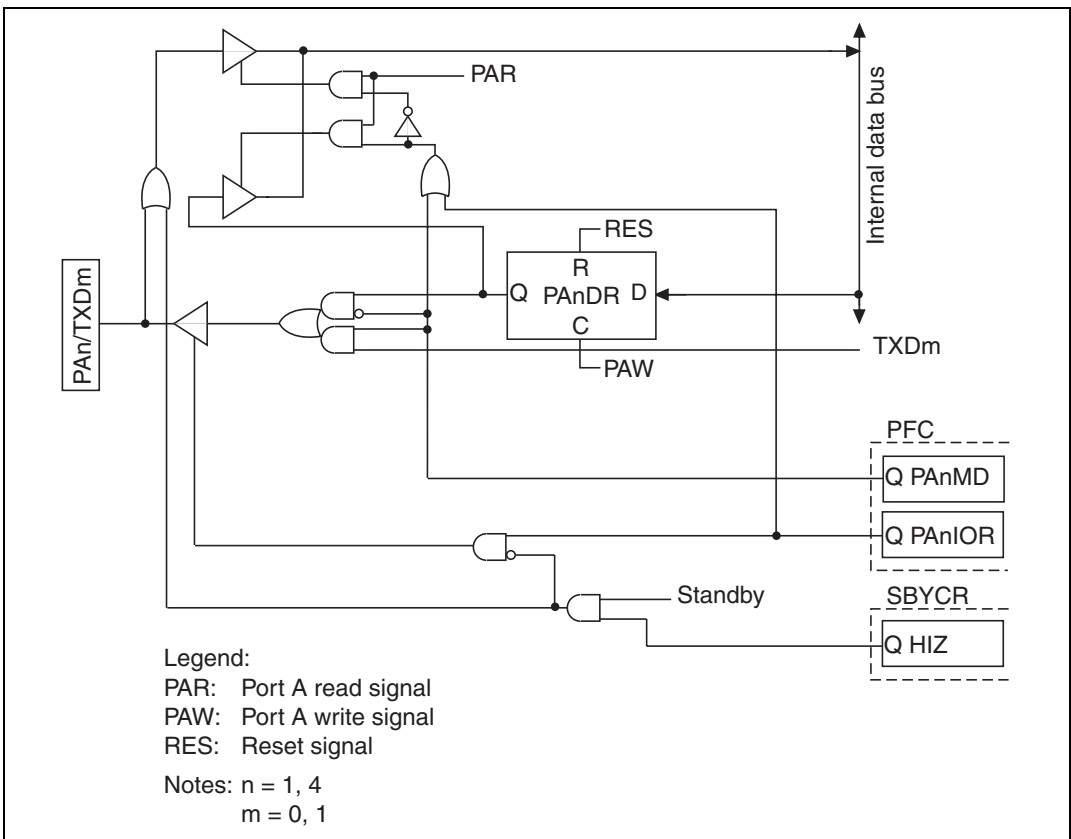 PAR
Internal data bus
RES
R
Q PAnDR D
C
PAW
PAn/TXDm
TXDm
PFC
Q PAnMD
Q PAnIOR
Standby
SBYCR
Q HIZ
Legend:
PAR: Port A read signal
PAW: Port A write signal
RES: Reset signal
Notes: n = 1, 4
m = 0, 1